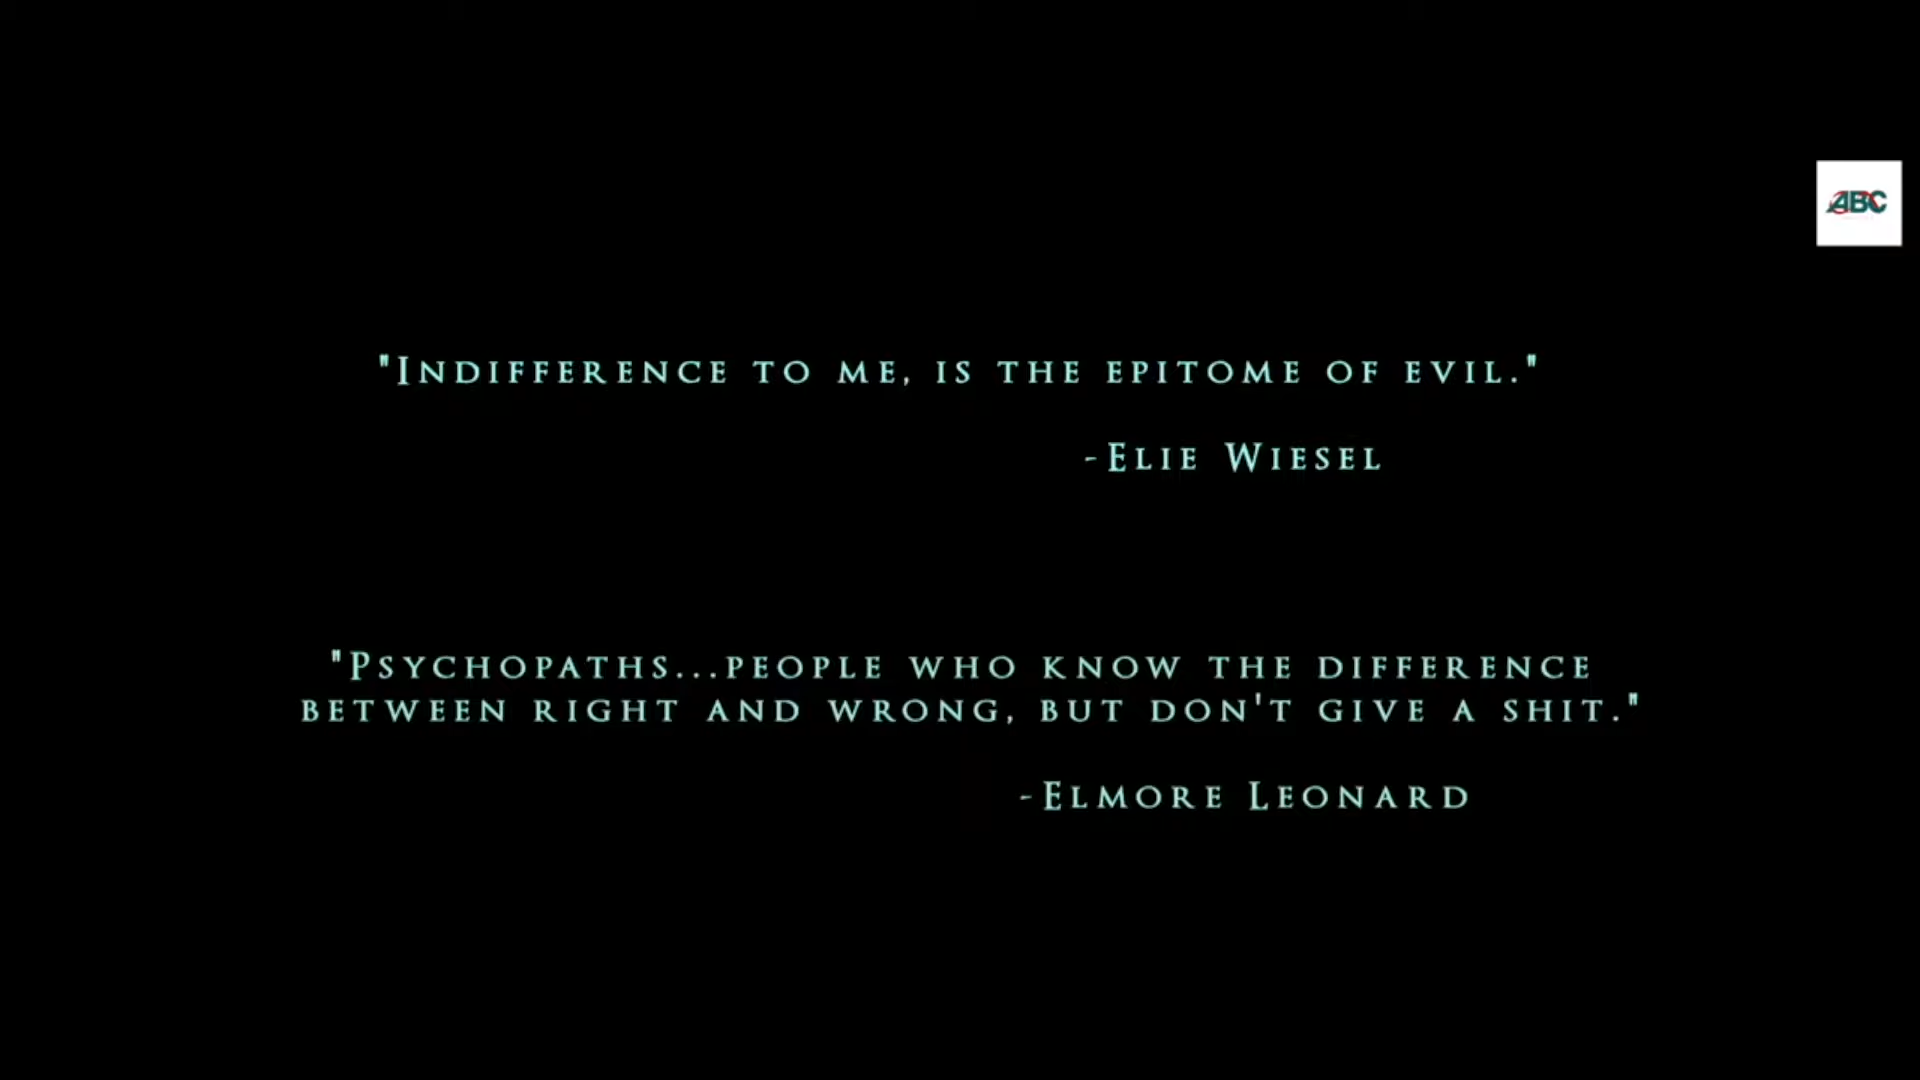 ABC
"Indifference to me, is the epitome of evil."
-Elie Wiesel
"Psychopaths...people who know the difference
between right and wrong, but don't give a shit."
-Elmore Leonard